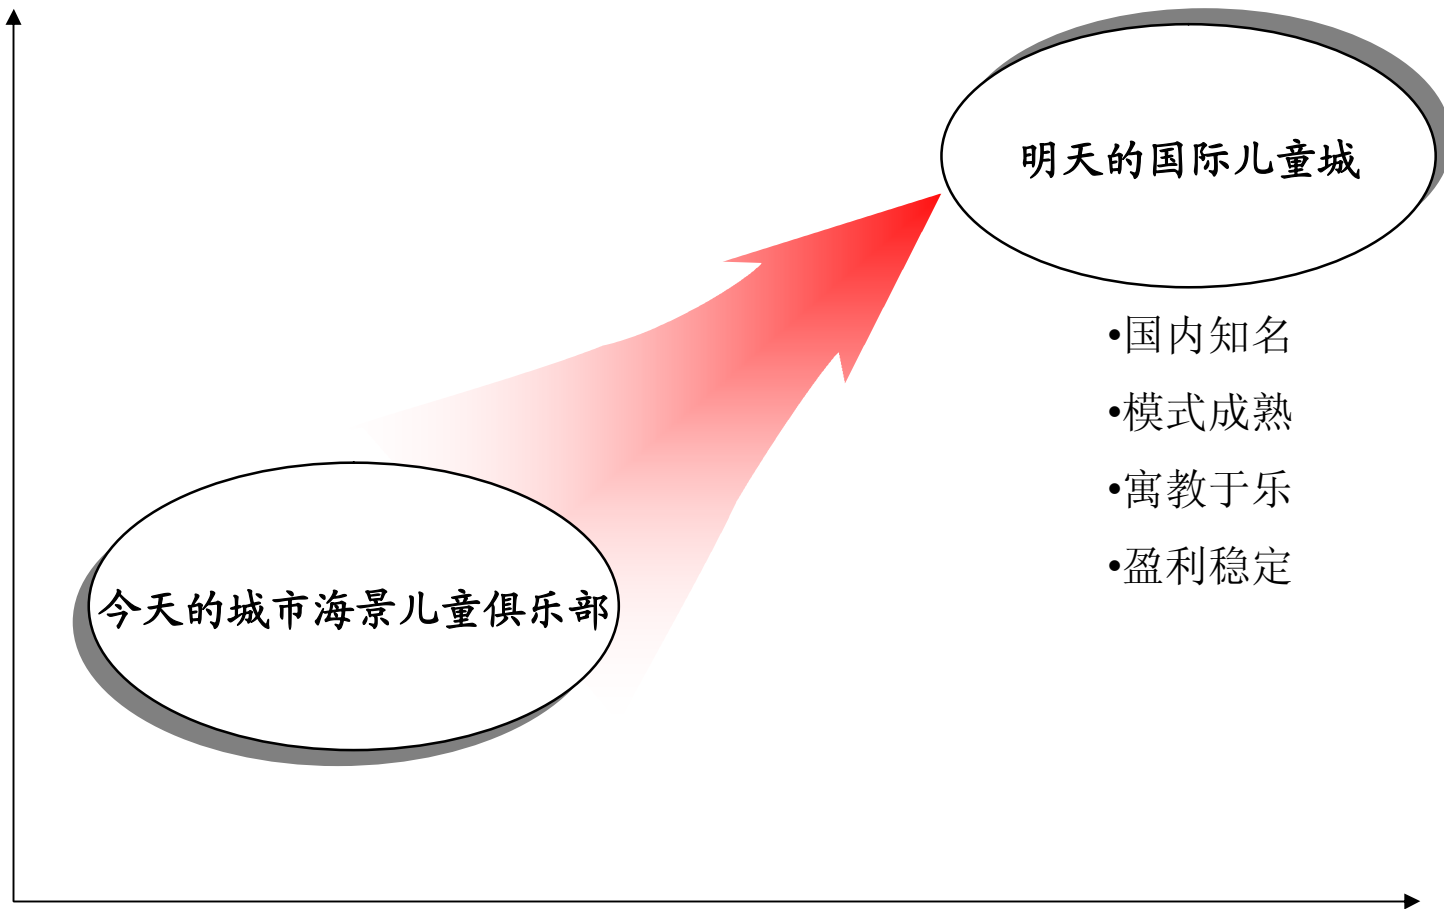 明天的国际儿童城
•国内知名
•模式成熟
•寓教于乐
•盈利稳定
今天的城市海景儿童俱乐部